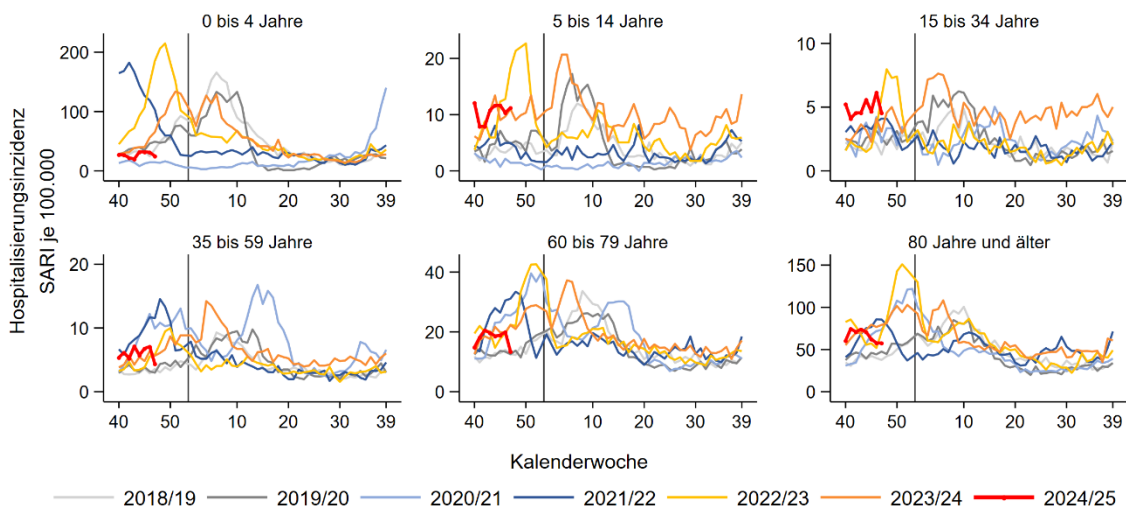 0 bis 4 Jahre
5 bis 14 Jahre
15 bis 34 Jahre
200
100
0
40 50 10 20 30 39
20
10
0
40 50 10 20 30 39
10
5
0
40 50 10 20 30 39
Hospitalisierungsinzidenz
SARI je 100.000
35 bis 59 Jahre
60 bis 79 Jahre
80 Jahre und älter
20
10
0
40 50 10 20 30 39
40
20
0
40 50 10 20 30 39
150
100
50
0
40 50 10 20 30 39
Kalenderwoche
2018/19 2019/20 2020/21 2021/22 2022/23 2023/24 2024/25